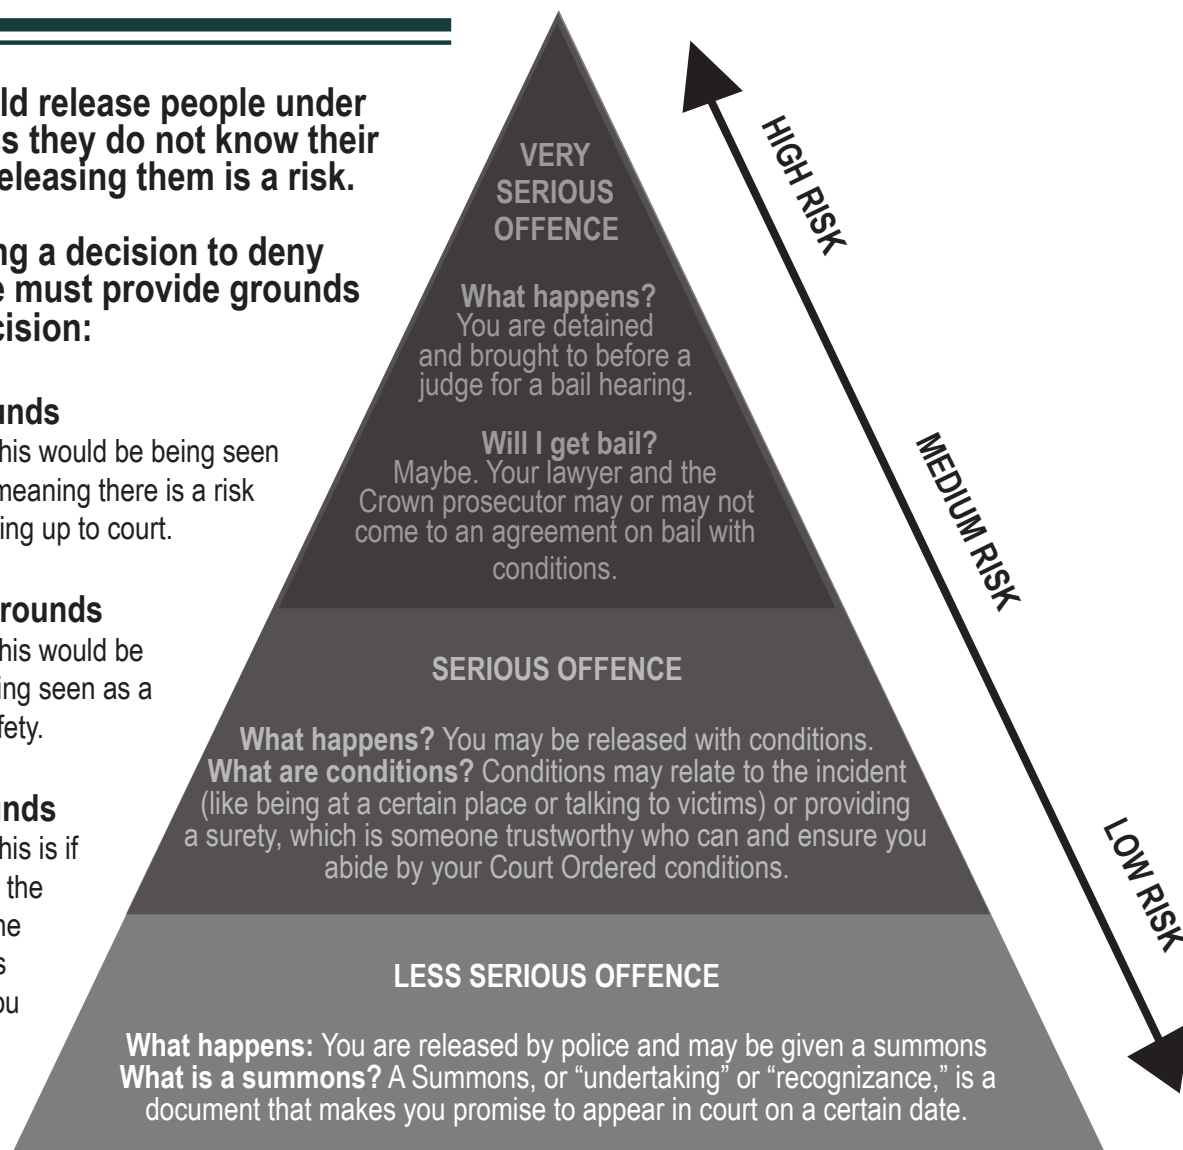 ld release people under
s they do not know their
eleasing them is a risk.
ng a decision to deny
e must provide grounds
cision:
unds
his would be being seen
meaning there is a risk
ing up to court.
rounds
his would be
ing seen as a
fety.
unds
his is if
the
ne
s
ou
VERY
SERIOUS
OFFENCE
What happens?
You are detained
and brought to before a
judge for a bail hearing.
Will I get bail?
Maybe. Your lawyer and the
Crown prosecutor may or may not
come to an agreement on bail with
conditions.
SERIOUS OFFENCE
What happens? You may be released with conditions.
What are conditions? Conditions may relate to the incident
(like being at a certain place or talking to victims) or providing
a surety, which is someone trustworthy who can and ensure you
abide by your Court Ordered conditions.
LESS SERIOUS OFFENCE
What happens: You are released by police and may be given a summons
What is a summons? A Summons, or “undertaking” or “recognizance,” is a
document that makes you promise to appear in court on a certain date.
HIGH RISK
MEDIUM RISK
LOW RISK